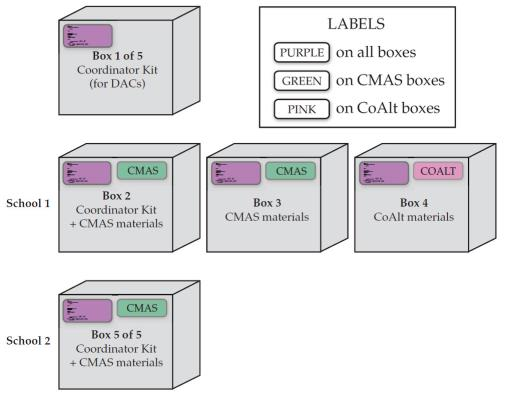 Box 1 of 5
Coordinator Kit
(for DACs)
LABELS
PURPLE on all boxes
GREEN on CMAS boxes
PINK on CoAlt boxes
School 1
CMAS
Box 2
Coordinator Kit
+ CMAS materials
CMAS
Box 3
CMAS materials
COALT
Box 4
CoAlt materials
School 2
CMAS
Box 5 of 5
Coordinator Kit
+ CMAS materials